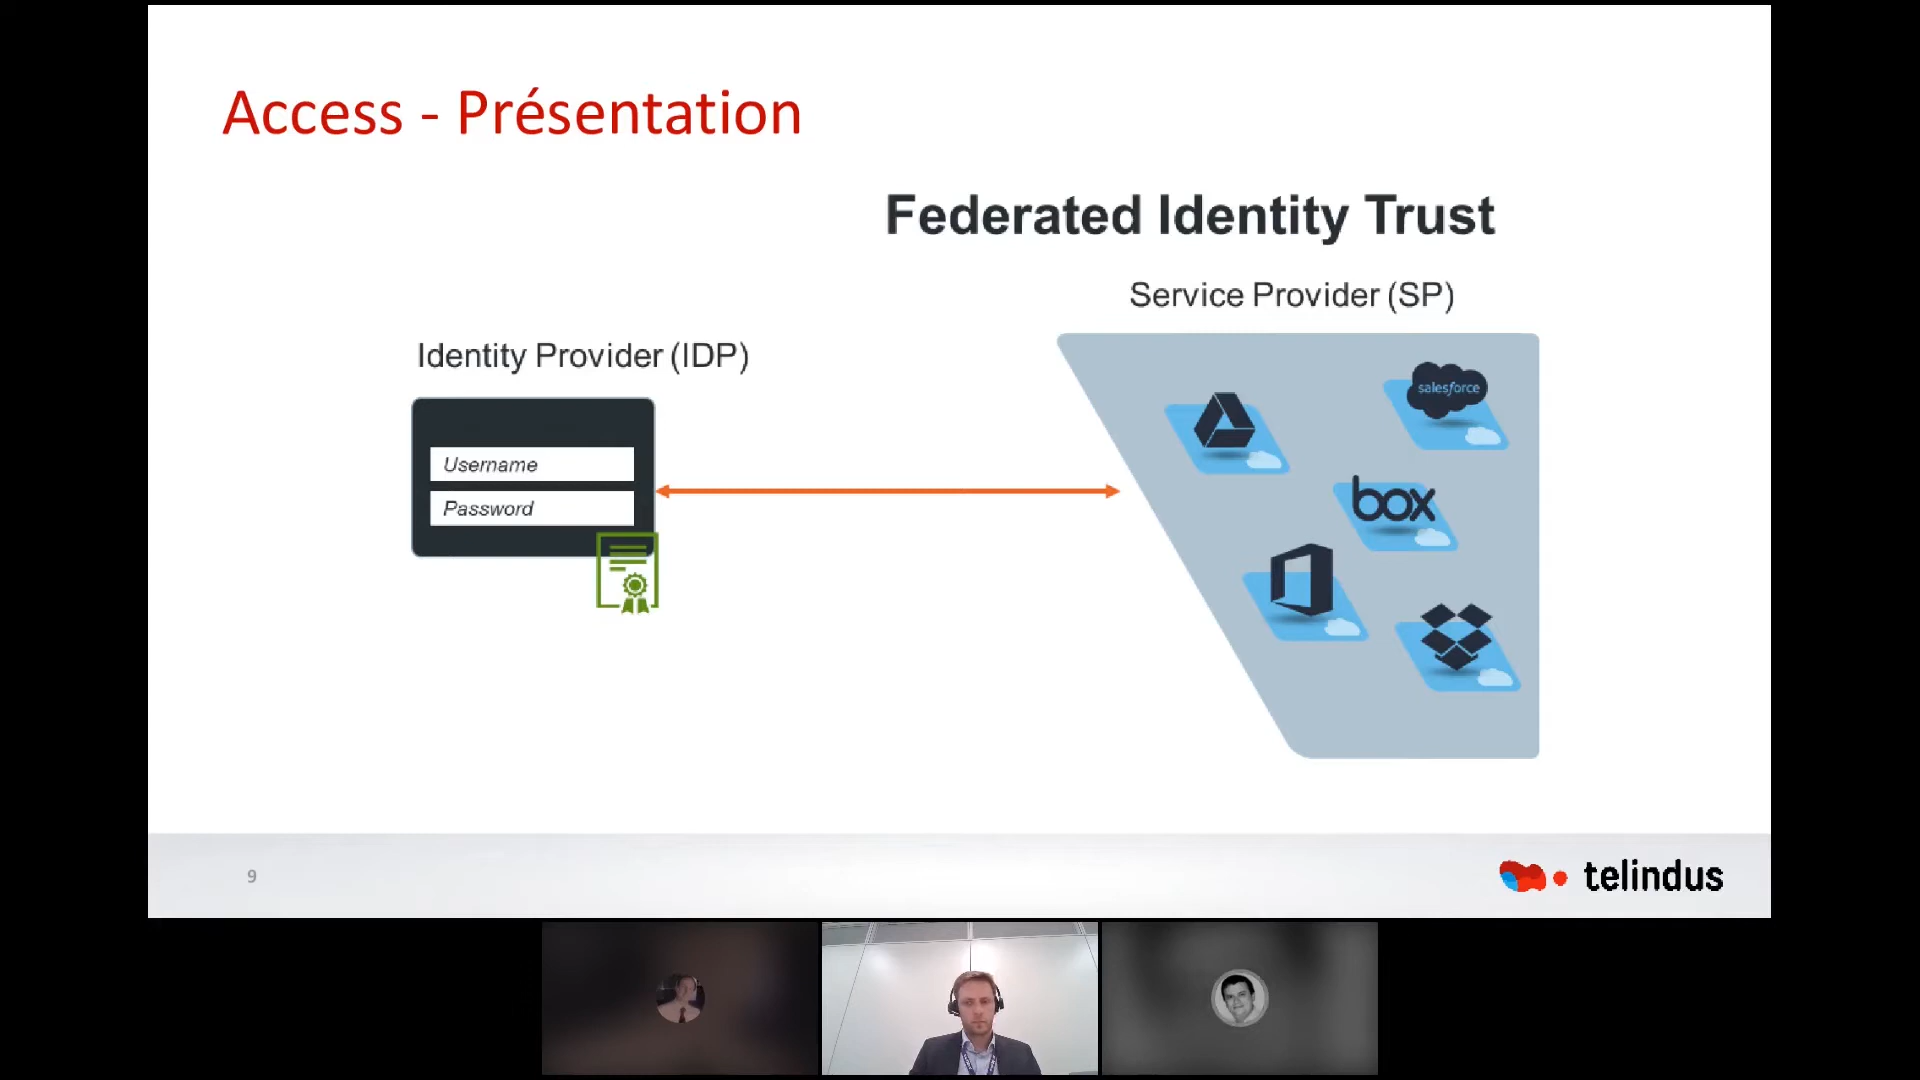 Access - Présentation
Federated Identity Trust
Service Provider (SP)
Identity Provider (IDP)
salesforce
Username
box
Password
9
telindus